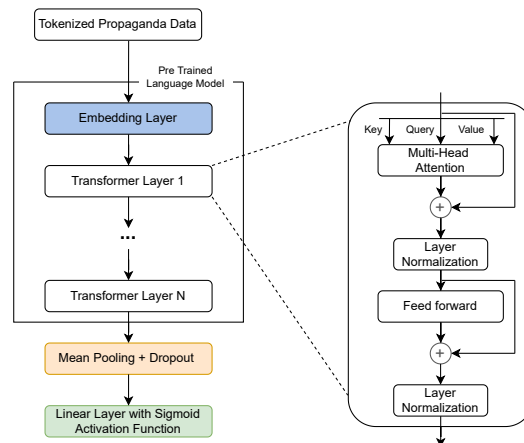 Tokenized Propaganda Data
Pre Trained
Language Model
Embedding Layer
Transformer Layer 1
...
Transformer Layer N
Mean Pooling + Dropout
Linear Layer with Sigmoid
Activation Function
Key
Query
Value
Multi-Head
Attention
+
Layer
Normalization
Feed forward
+
Layer
Normalization